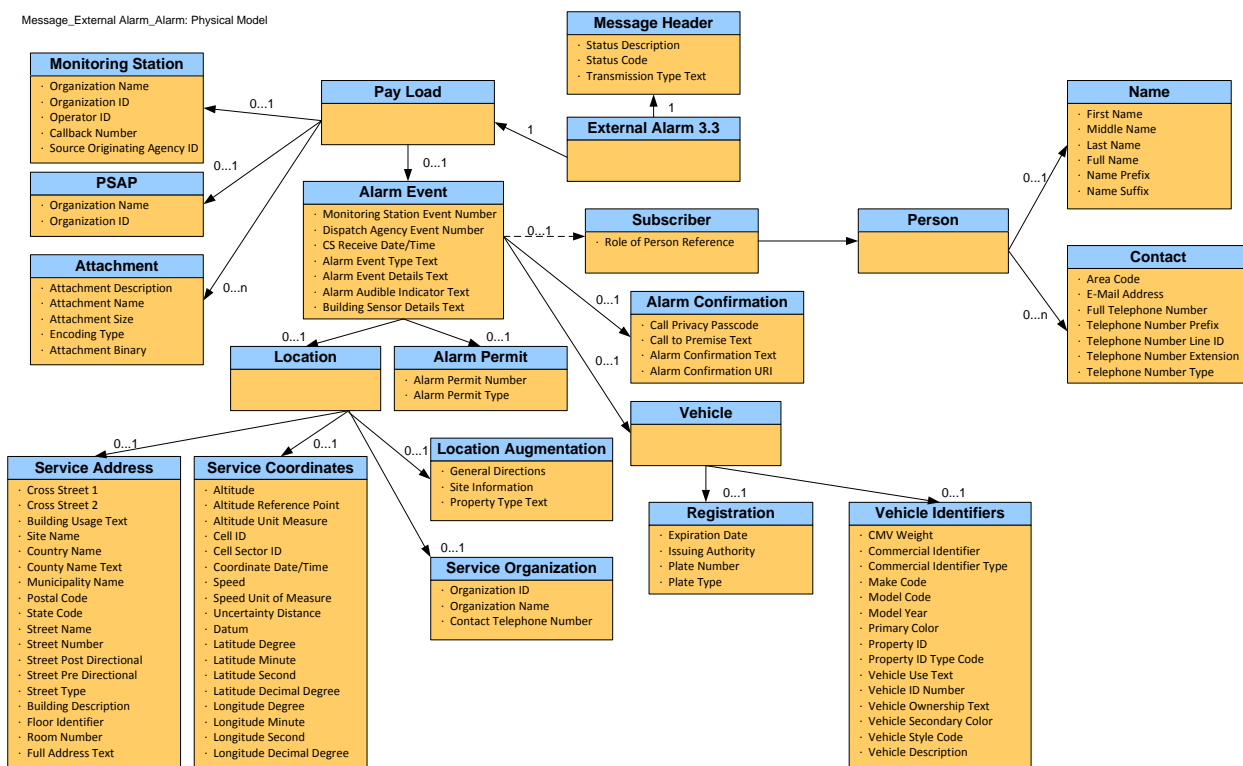 Message_External Alarm_Alarm: Physical Model
Message Header
· Status Description
· Status Code
· Transmission Type Text
Monitoring Station
· Organization Name
· Organization ID
· Operator ID
· Callback Number
· Source Originating Agency ID
0...1
Pay Load
1
1
External Alarm 3.3
Name
· First Name
· Middle Name
· Last Name
· Full Name
· Name Prefix
· Name Suffix
0...1
PSAP
· Organization Name
· Organization ID
0...1
0...1
Alarm Event
· Monitoring Station Event Number
· Dispatch Agency Event Number
· CS Receive Date/Time
· Alarm Event Type Text
· Alarm Event Details Text
· Alarm Audible Indicator Text
· Building Sensor Details Text
0...1
Subscriber
· Role of Person Reference
Person
Attachment
· Attachment Description
· Attachment Name
· Attachment Size
· Encoding Type
· Attachment Binary
0...n
Contact
· Area Code
· E-Mail Address
· Full Telephone Number
· Telephone Number Prefix
· Telephone Number Line ID
· Telephone Number Extension
· Telephone Number Type
0...n
0...1
Alarm Confirmation
· Call Privacy Passcode
· Call to Premise Text
· Alarm Confirmation Text
· Alarm Confirmation URI
0...1
0...1
0...1
Location
Alarm Permit
· Alarm Permit Number
· Alarm Permit Type
Vehicle
0...1
0...1
0...1
0...1
Service Address
· Cross Street 1
· Cross Street 2
· Building Usage Text
· Site Name
· Country Name
· County Name Text
· Municipality Name
· Postal Code
· State Code
· Street Name
· Street Number
· Street Post Directional
· Street Pre Directional
· Street Type
· Building Description
· Floor Identifier
· Room Number
· Full Address Text
Service Coordinates
· Altitude
· Altitude Reference Point
· Altitude Unit Measure
· Cell ID
· Cell Sector ID
· Coordinate Date/Time
· Speed
· Speed Unit of Measure
· Uncertainty Distance
· Datum
· Latitude Degree
· Latitude Minute
· Latitude Second
· Latitude Decimal Degree
· Longitude Degree
· Longitude Minute
· Longitude Second
· Longitude Decimal Degree
Location Augmentation
· General Directions
· Site Information
· Property Type Text
Service Organization
· Organization ID
· Organization Name
· Contact Telephone Number
0...1
0...1
Registration
· Expiration Date
· Issuing Authority
· Plate Number
· Plate Type
Vehicle Identifiers
· CMV Weight
· Commercial Identifier
· Commercial Identifier Type
· Make Code
· Model Code
· Model Year
· Primary Color
· Property ID
· Property ID Type Code
· Vehicle Use Text
· Vehicle ID Number
· Vehicle Ownership Text
· Vehicle Secondary Color
· Vehicle Style Code
· Vehicle Description